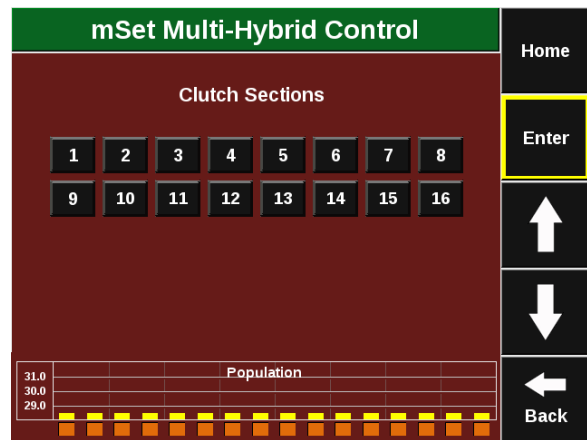 mSet Multi-Hybrid Control
Home
Clutch Sections
Enter
1 2 3 4 5 6 7 8
9 10 11 12 13 14 15 16
Population
31.0
30.0
29.0
Back